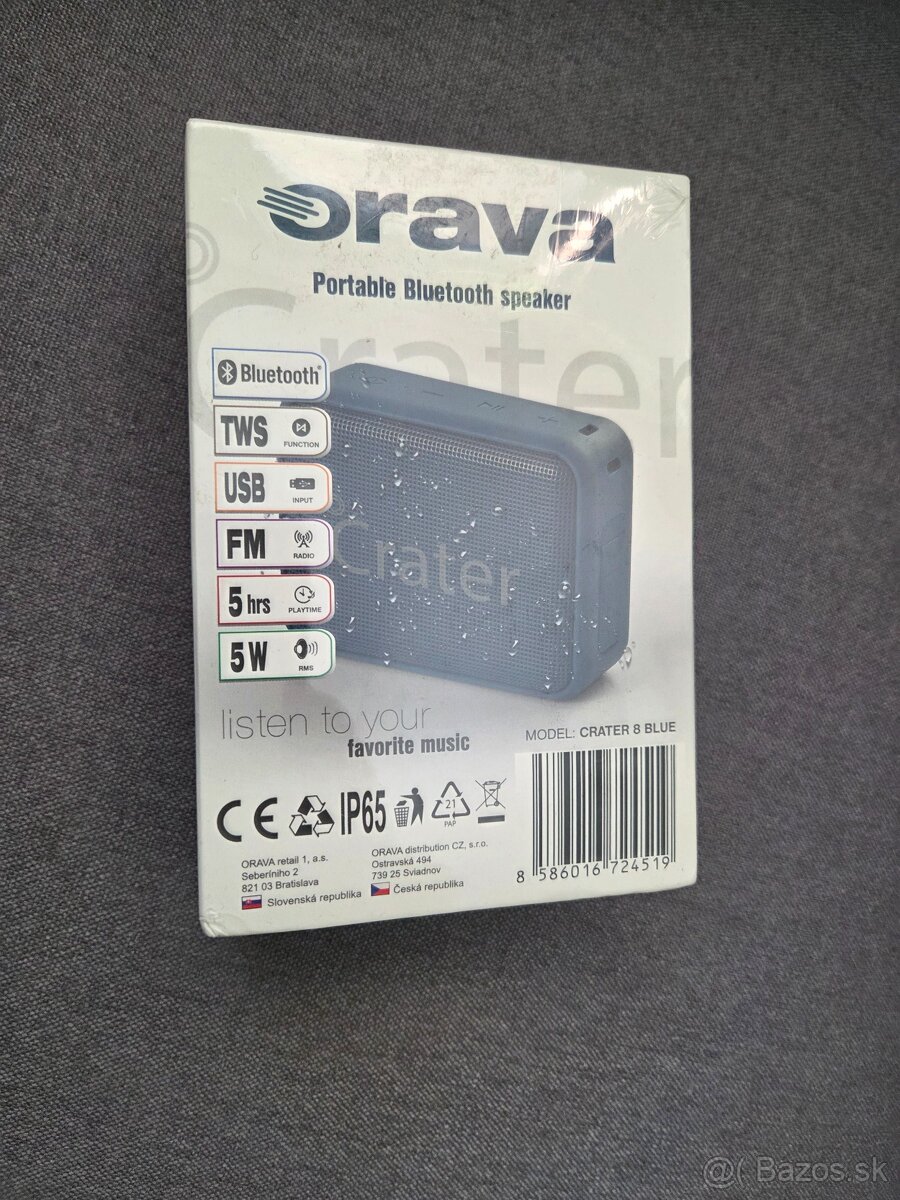 orava
Portable Bluetooth speaker
Crater
Bluetooth®
TWS FUNCTION
USB INPUT
FM RADIO
5 hrs PLAYTIME
5W RMS
Crater
listen to your
favorite music
MODEL: CRATER 8 BLUE
CE IP65 21 PAP
ORAVA retail 1, a.s.
Seberíniho 2
821 03 Bratislava
Slovenská republika
ORAVA distribution CZ, s.r.o.
Ostravská 494
739 25 Sviadnov
Česká republika
8 586016 724519
@( Bazos.sk